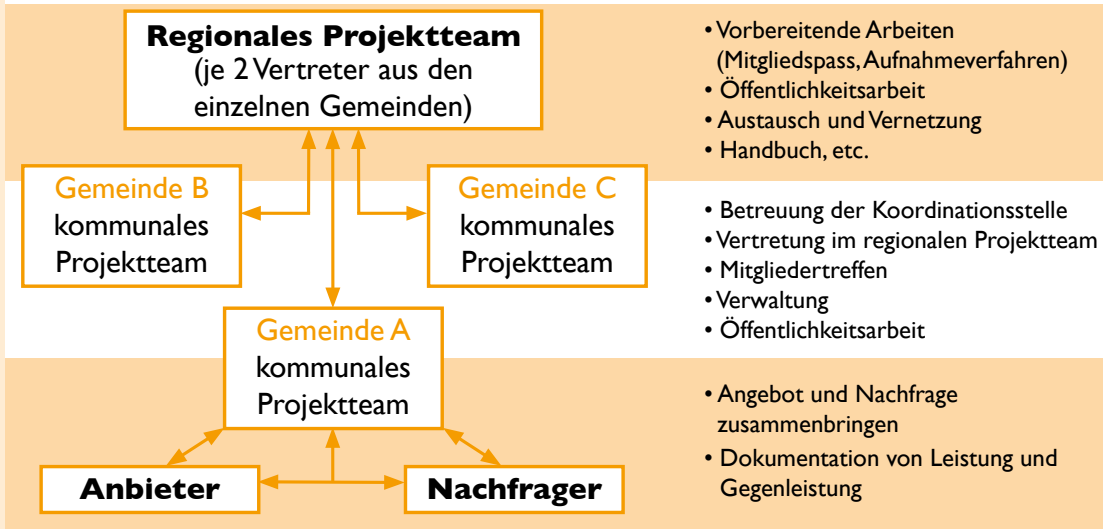 Regionales Projektteam
(je 2 Vertreter aus den
einzelnen Gemeinden)
• Vorbereitende Arbeiten
(Mitgliedspass, Aufnahmeverfahren)
• Öffentlichkeitsarbeit
• Austausch und Vernetzung
• Handbuch, etc.
Gemeinde B
kommunales
Projektteam
Gemeinde C
kommunales
Projektteam
• Betreuung der Koordinationsstelle
• Vertretung im regionalen Projektteam
• Mitgliedertreffen
• Verwaltung
• Öffentlichkeitsarbeit
Gemeinde A
kommunales
Projektteam
• Angebot und Nachfrage
zusammenbringen
• Dokumentation von Leistung und
Gegenleistung
Anbieter
Nachfrager